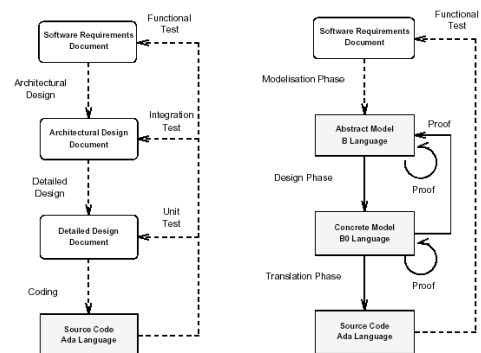 Functional
Test
Software Requirements
Document
Architectural
Design
Integration
Test
Architectural Design
Document
Detailed
Design
Unit
Test
Detailed Design
Document
Coding
Source Code
Ada Language
Functional
Test
Software Requirements
Document
Modelisation Phase
Proof
Abstract Model
B Language
Design Phase
Proof
Concrete Model
B0 Language
Translation Phase
Proof
Source Code
Ada Language